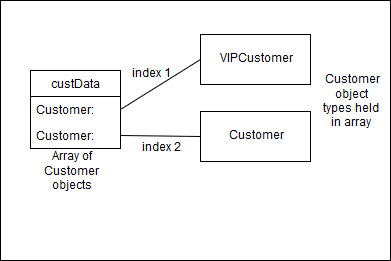 custData
Customer:
Customer:
Array of
Customer
objects
index 1
index 2
VIPCustomer
Customer
Customer
object
types held
in array